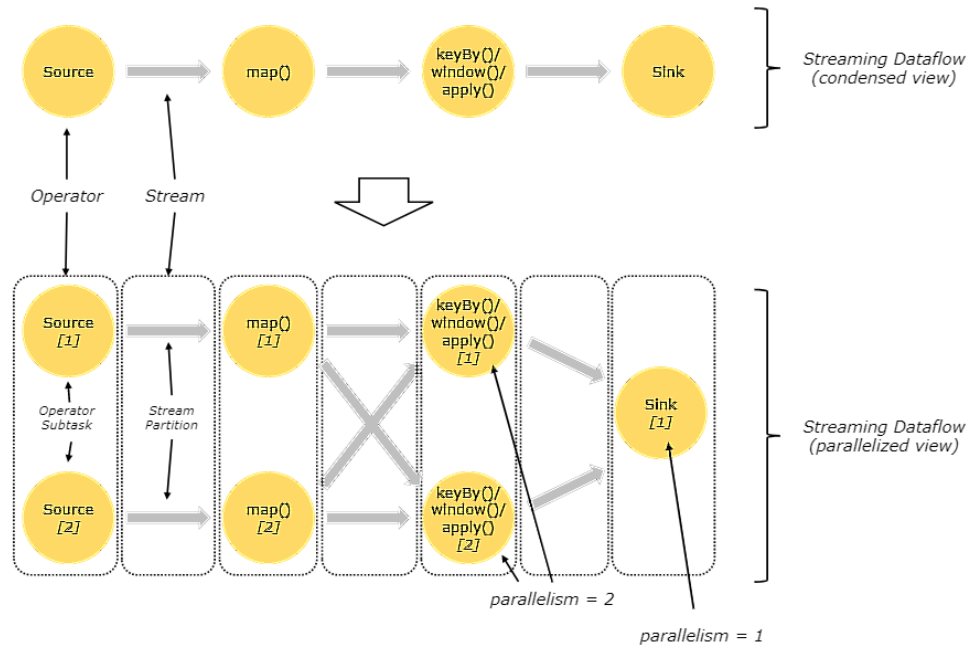 Source
map()
keyBy()/
window()/
apply()
Sink
Streaming Dataflow
(condensed view)
Operator
Stream
Source
[1]
map()
[1]
keyBy()/
window()/
apply()
[1]
Operator
Subtask
Stream
Partition
Sink
[1]
Streaming Dataflow
(parallelized view)
Source
[2]
map()
[2]
keyBy()/
window()/
apply()
[2]
parallelism = 2
parallelism = 1